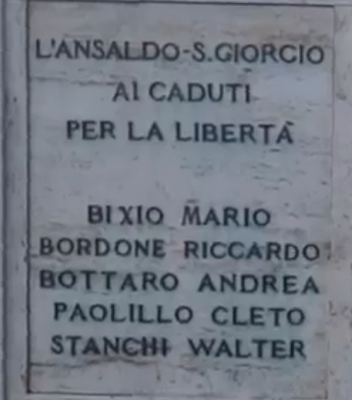 L'ANSALDO-S.GIORGIO
AI CADUTI
PER LA LIBERTÀ
BIXIO MARIO
BORDONE RICCARDO
BOTTARO ANDREA
PAOLILLO CLETO
STANCHI WALTER